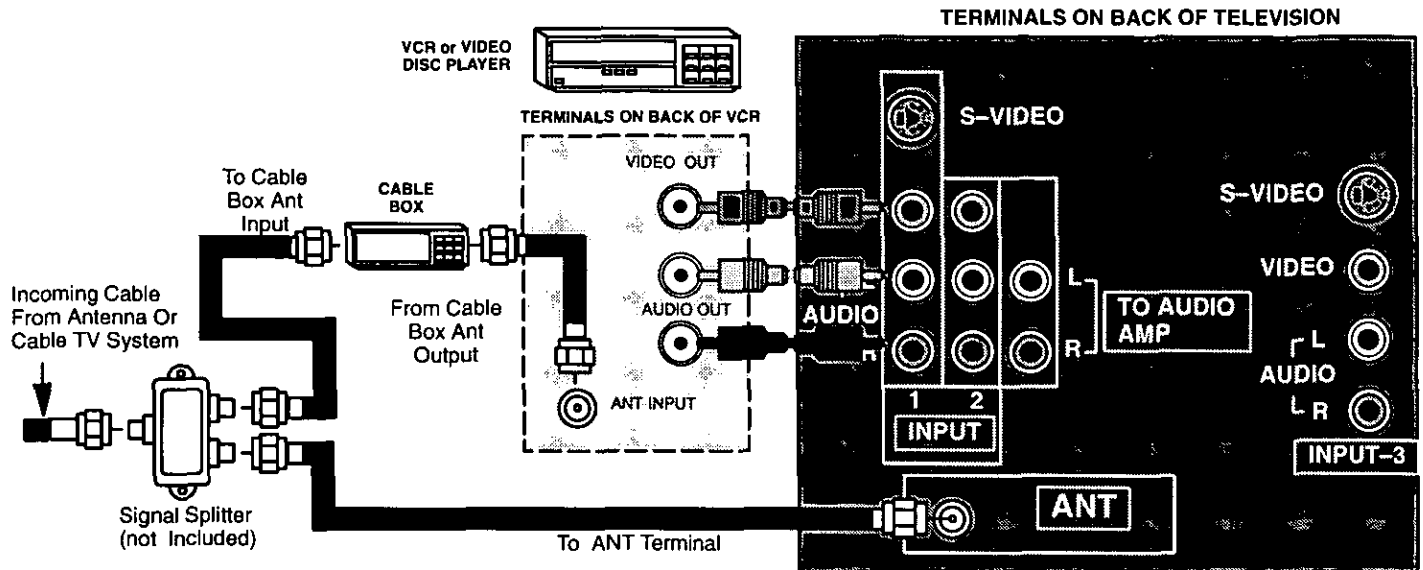 TERMINALS ON BACK OF TELEVISION
VCR or VIDEO
DISC PLAYER
TERMINALS ON BACK OF VCR
S–VIDEO
VIDEO OUT
To Cable
Box Ant
Input
CABLE
BOX
S–VIDEO
VIDEO
Incoming Cable
From Antenna Or
Cable TV System
From Cable
Box Ant
Output
AUDIO OUT
AUDIO
L
R
L
R
TO AUDIO
AMP
L
AUDIO
R
ANT INPUT
1 2
INPUT
INPUT–3
ANT
Signal Splitter
(not Included)
To ANT Terminal